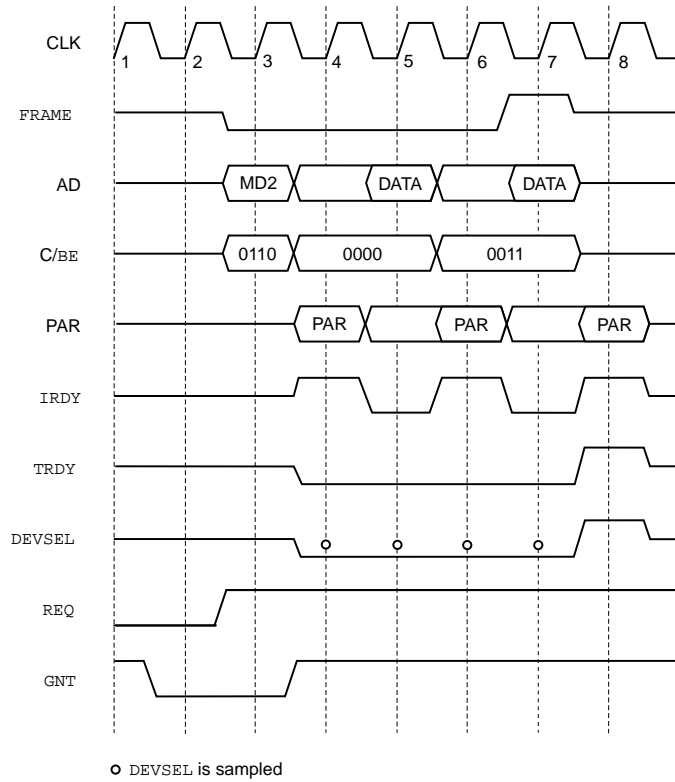 CLK
1 2 3 4 5 6 7 8
FRAME
AD MD2 DATA DATA
C/BE 0110 0000 0011
PAR PAR PAR PAR
IRDY
TRDY
DEVSEL
REQ
GNT
DEVSEL is sampled